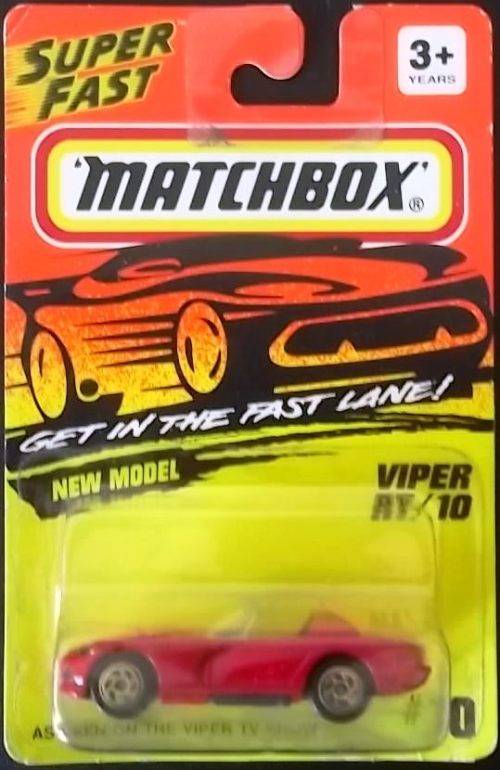 SUPER FAST
3+
YEARS
'MATCHBOX'®
GET IN THE FAST LANE!
NEW MODEL
VIPER
RT/10
AS SEEN ON THE VIPER TV